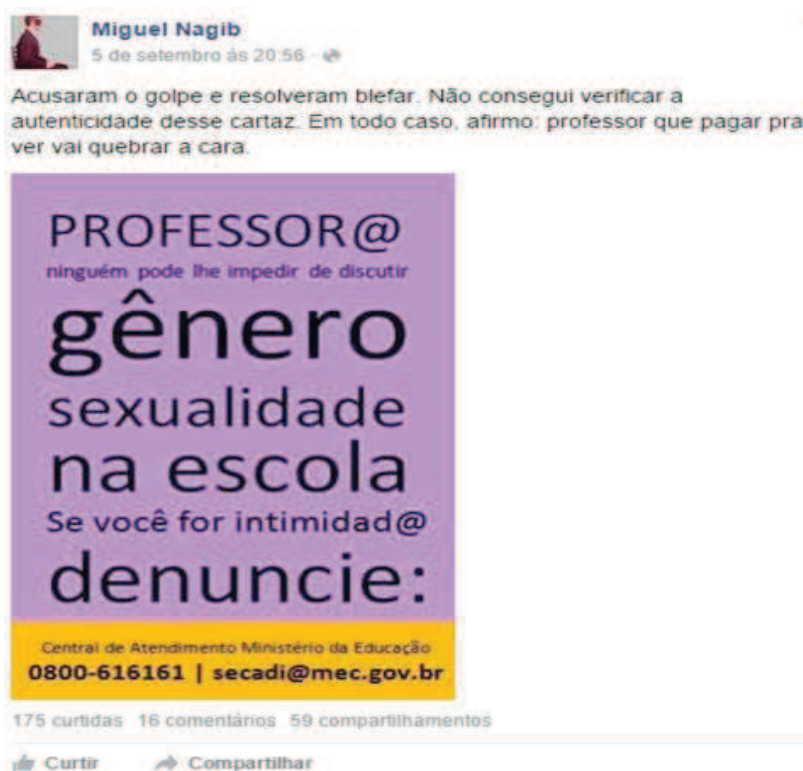 Miguel Nagib
5 de setembro ás 20:56
Acusaram o golpe e resolveram blefar. Não consegui verificar a
autenticidade desse cartaz. Em todo caso, afirmo: professor que pagar pra
ver vai quebrar a cara.
PROFESSOR@
ninguém pode lhe impedir de discutir
gênero
sexualidade
na escola
Se você for intimidad@
denuncie:
Central de Atendimento Ministério da Educação
0800-616161 | secadi@mec.gov.br
175 curtidas 16 comentários 59 compartilhamentos
Curtir Compartilhar